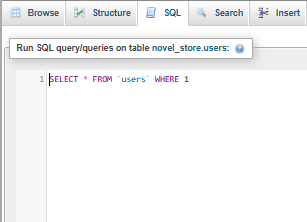 Browse Structure SQL Search Insert
Run SQL query/queries on table novel_store.users:
1 SELECT * FROM `users` WHERE 1